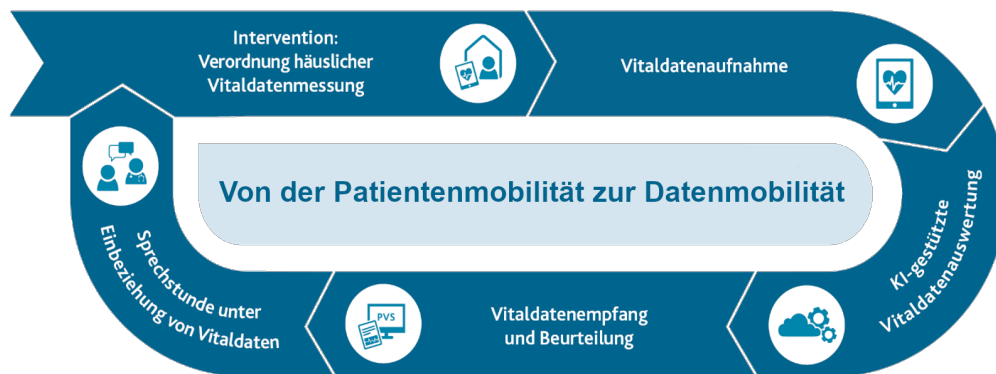 Intervention:
Verordnung häuslicher
Vitaldatenmessung
Vitaldatenaufnahme
KI-gestützte
Vitaldatenauswertung
Vitaldatenempfang
und Beurteilung
PVS
Sprechstunde unter
Einbeziehung von Vitaldaten
Von der Patientenmobilität zur Datenmobilität